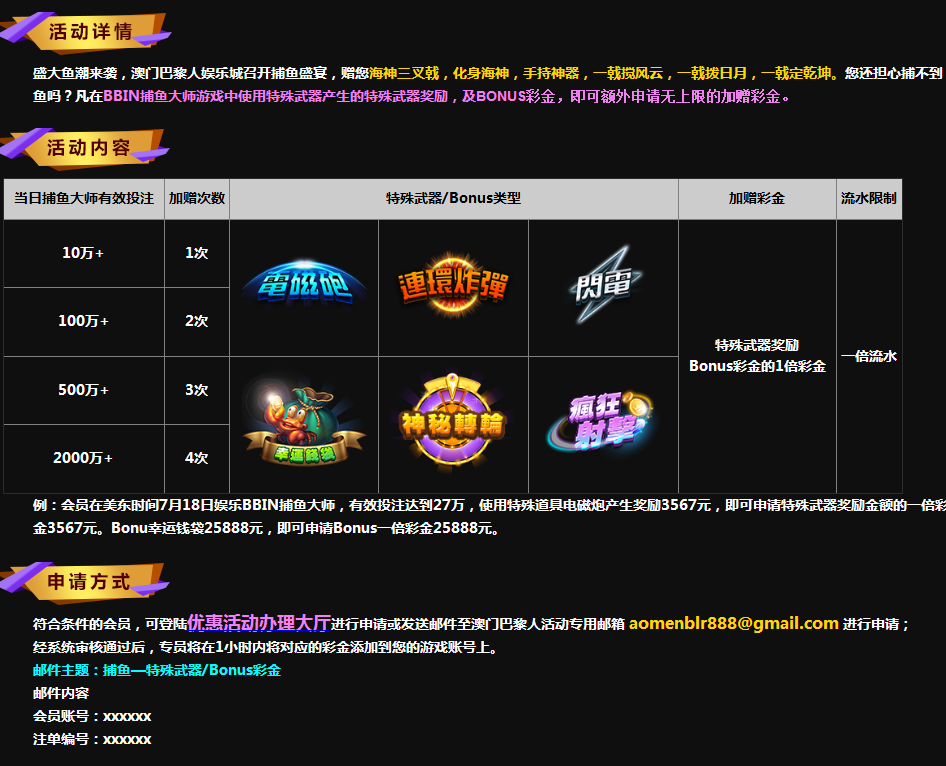 活动详情
盛大鱼潮来袭，澳门巴黎人娱乐城召开捕鱼盛宴，赠您海神三叉戟，化身海神，手持神器，一戟搅风云，一戟拨日月，一戟定乾坤。您还担心捕不到
鱼吗？凡在BBIN捕鱼大师游戏中使用特殊武器产生的特殊武器奖励，及BONUS彩金，即可额外申请无上限的加赠彩金。
活动内容
当日捕鱼大师有效投注 加赠次数 特殊武器/Bonus类型 加赠彩金 流水限制
10万+ 1次
電磁砲 連環炸彈 閃電
100万+ 2次
特殊武器奖励
Bonus彩金的1倍彩金
一倍流水
500万+ 3次
幸運錢袋 神秘轉輪 瘋狂射擊
2000万+ 4次
例：会员在美东时间7月18日娱乐BBIN捕鱼大师，有效投注达到27万，使用特殊道具电磁炮产生奖励3567元，即可申请特殊武器奖励金额的一倍彩
金3567元。Bonu幸运钱袋25888元，即可申请Bonus一倍彩金25888元。
申请方式
符合条件的会员，可登陆优惠活动办理大厅进行申请或发送邮件至澳门巴黎人活动专用邮箱 aomenblr888@gmail.com 进行申请；
经系统审核通过后，专员将在1小时内将对应的彩金添加到您的游戏账号上。
邮件主题：捕鱼—特殊武器/Bonus彩金
邮件内容
会员账号：xxxxxx
注单编号：xxxxxx